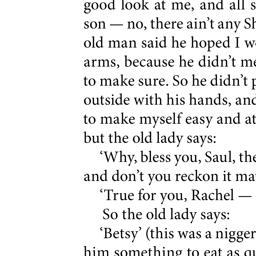 good look at me, and all s
son — no, there ain't any Sh
old man said he hoped I w
arms, because he didn't me
to make sure. So he didn't p
outside with his hands, and
to make myself easy and at
but the old lady says:
'Why, bless you, Saul, the
and don't you reckon it ma
'True for you, Rachel —
So the old lady says:
'Betsy' (this was a nigger
him something to eat as qu